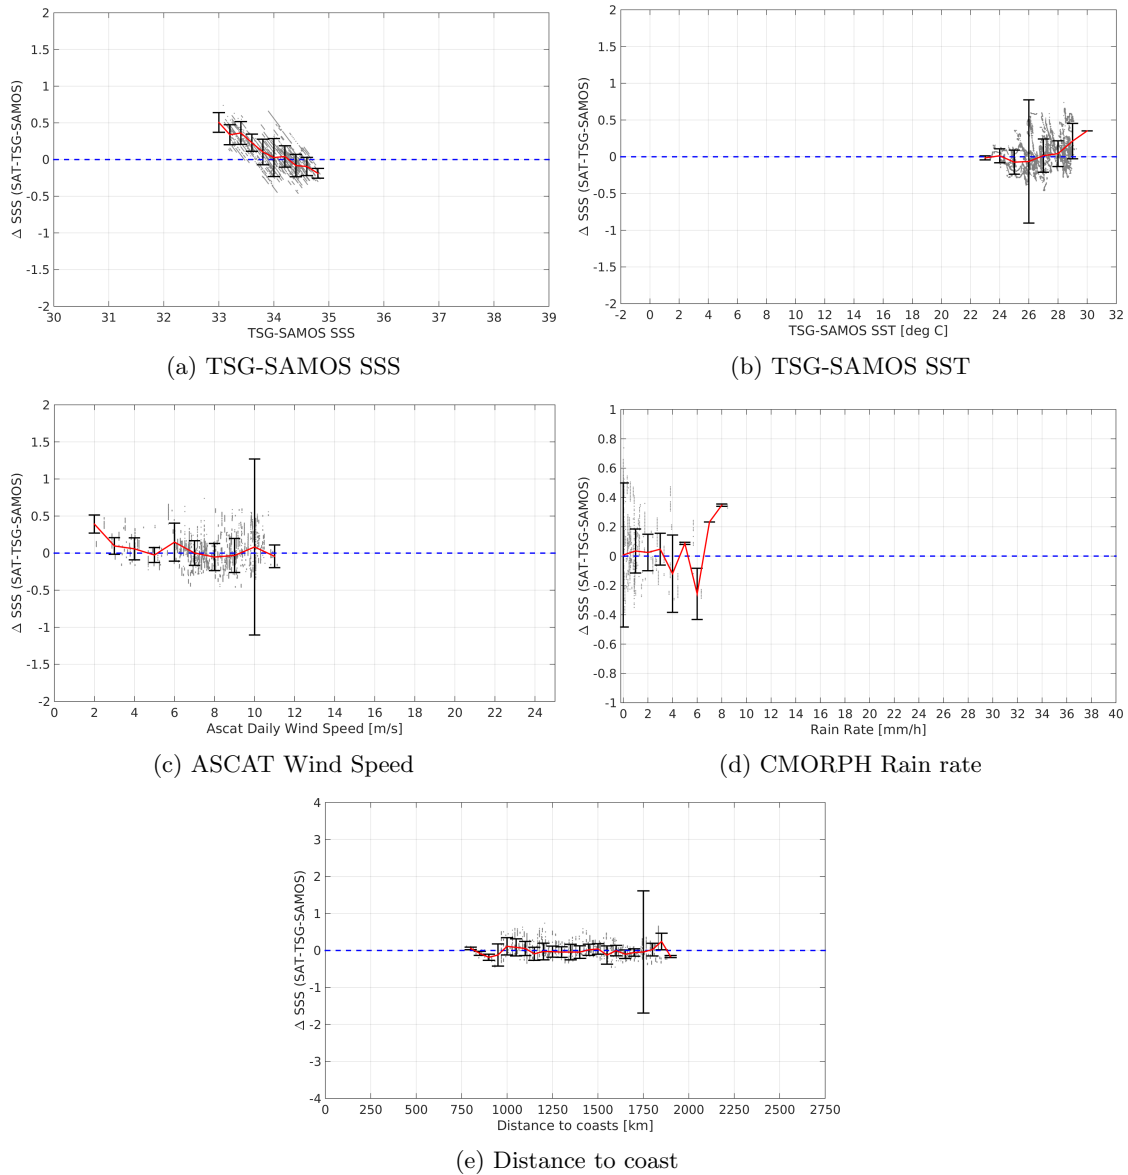 2
1.5
1
0.5
0
-0.5
-1
-1.5
-2
Δ SSS (SAT-TSG-SAMOS)
30 31 32 33 34 35 36 37 38 39
TSG-SAMOS SSS
(a) TSG-SAMOS SSS
2
1.5
1
0.5
0
-0.5
-1
-1.5
-2
Δ SSS (SAT-TSG-SAMOS)
-2 0 2 4 6 8 10 12 14 16 18 20 22 24 26 28 30 32
TSG-SAMOS SST [deg C]
(b) TSG-SAMOS SST
2
1.5
1
0.5
0
-0.5
-1
-1.5
-2
Δ SSS (SAT-TSG-SAMOS)
0 2 4 6 8 10 12 14 16 18 20 22 24
Ascat Daily Wind Speed [m/s]
(c) ASCAT Wind Speed
1
0.8
0.6
0.4
0.2
0
-0.2
-0.4
-0.6
-0.8
-1
Δ SSS (SAT-TSG-SAMOS)
0 2 4 6 8 10 12 14 16 18 20 22 24 26 28 30 32 34 36 38 40
Rain Rate [mm/h]
(d) CMORPH Rain rate
4
3
2
1
0
-1
-2
-3
-4
Δ SSS (SAT-TSG-SAMOS)
0 250 500 750 1000 1250 1500 1750 2000 2250 2500 2750
Distance to coasts [km]
(e) Distance to coast